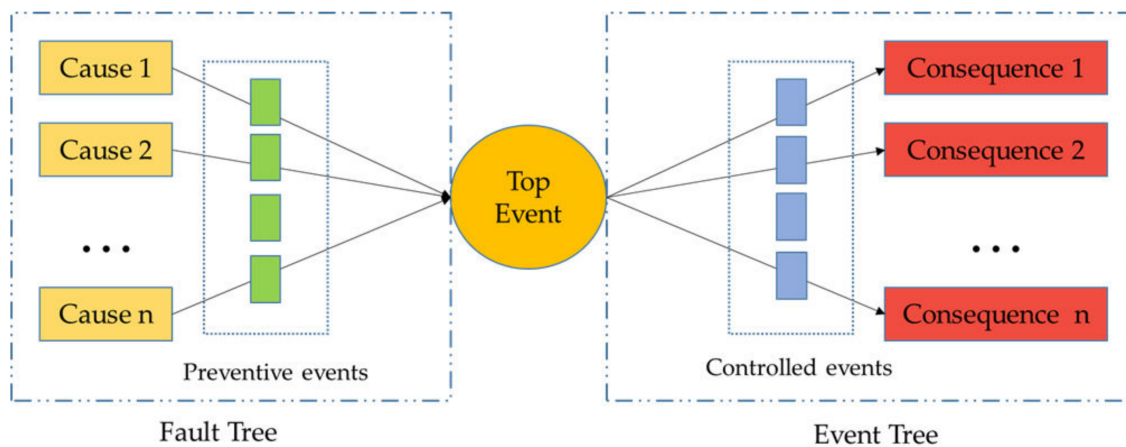 Cause 1
Cause 2
...
Cause n
Preventive events
Fault Tree
Top
Event
Consequence 1
Consequence 2
...
Consequence n
Controlled events
Event Tree